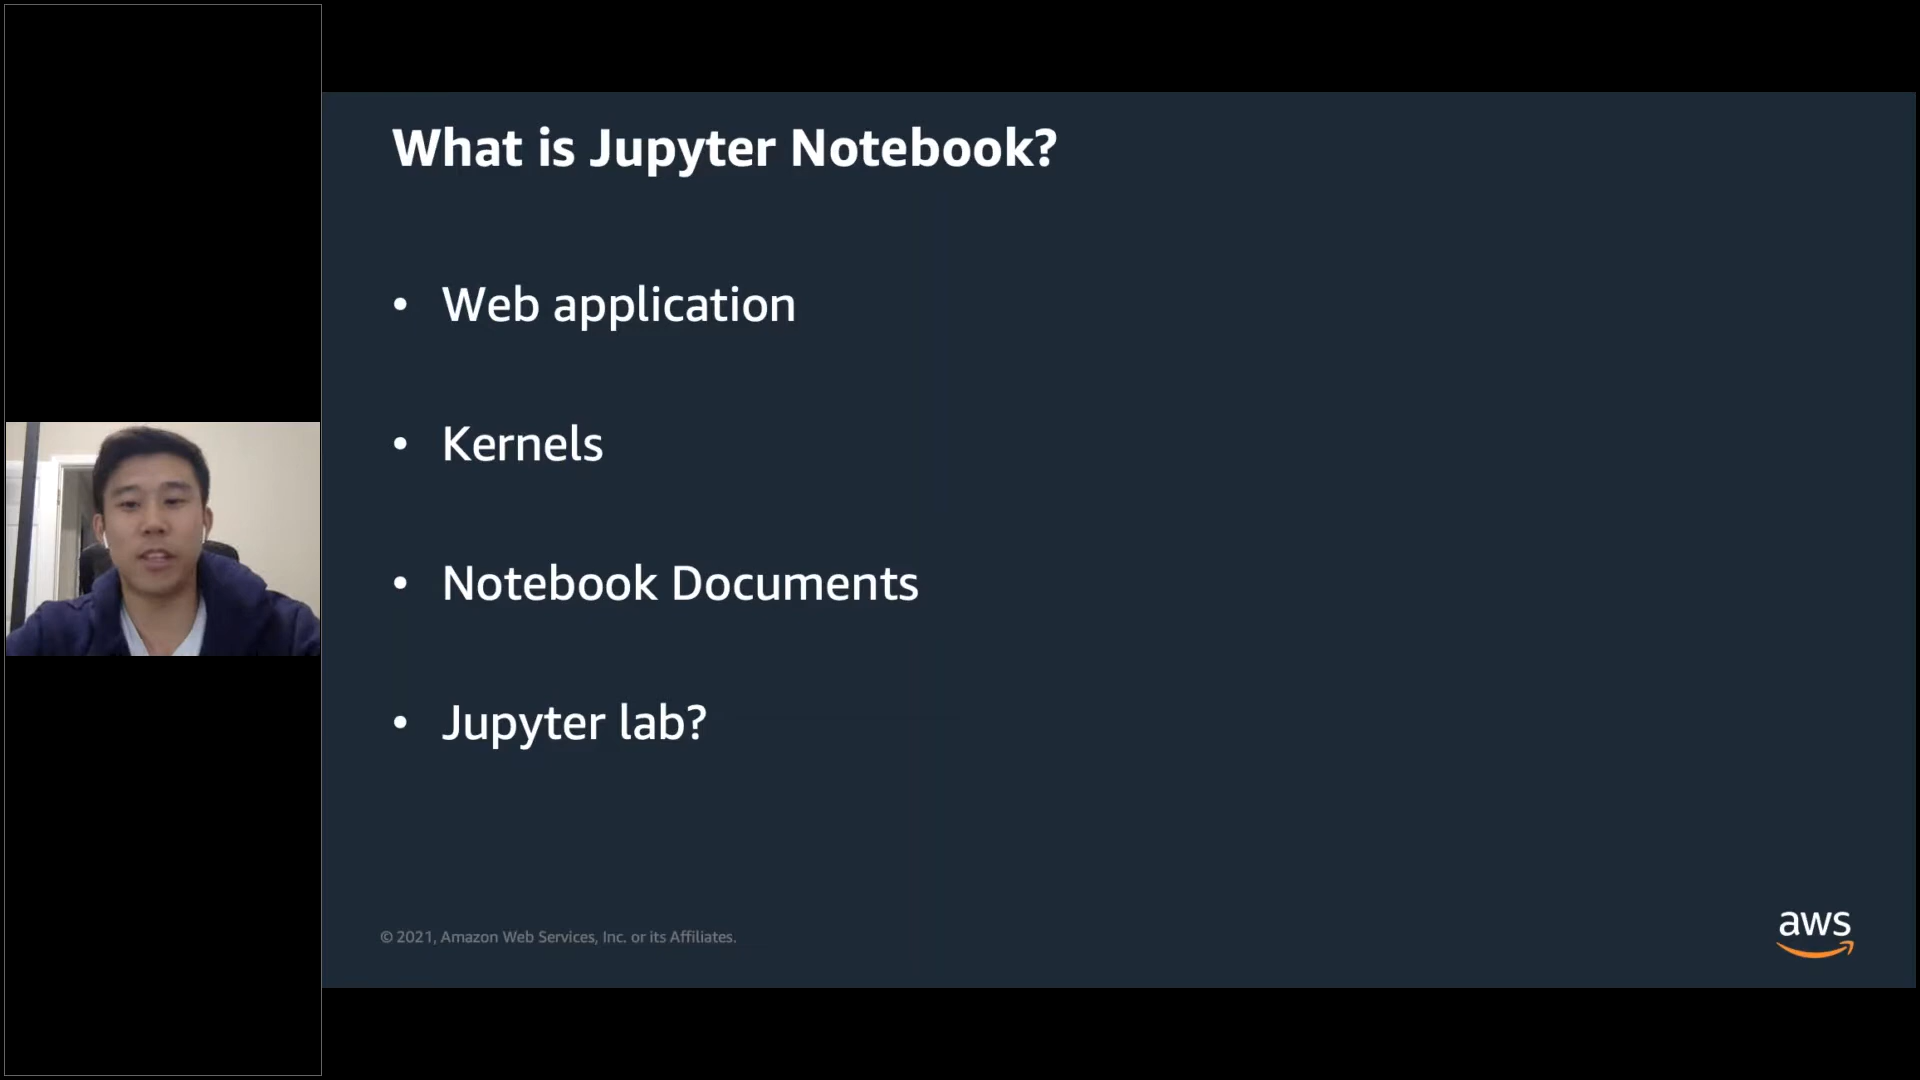 What is Jupyter Notebook?
• Web application
• Kernels
• Notebook Documents
• Jupyter lab?
© 2021, Amazon Web Services, Inc. or its Affiliates.
aws